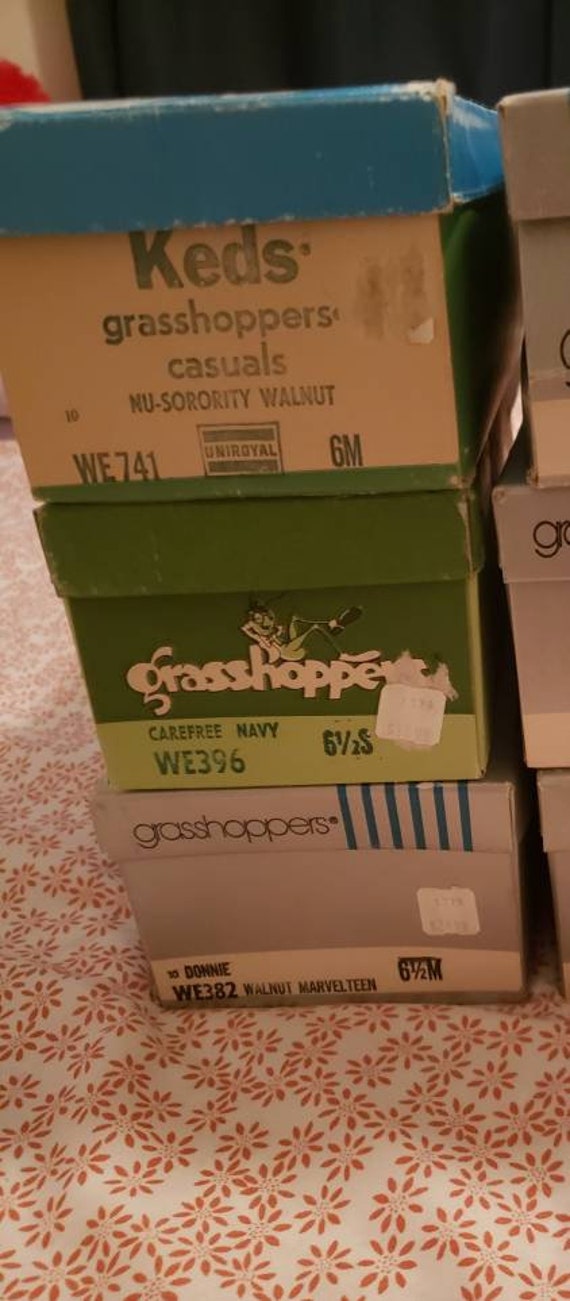 Keds®
grasshoppers®
casuals
NU-SORORITY WALNUT
10
WE741
UNIROYAL
6M
grasshoppers
CAREFREE NAVY
WE396
6½S
grasshoppers®
10 DONNIE
6½M
WE382 WALNUT MARVELTEEN